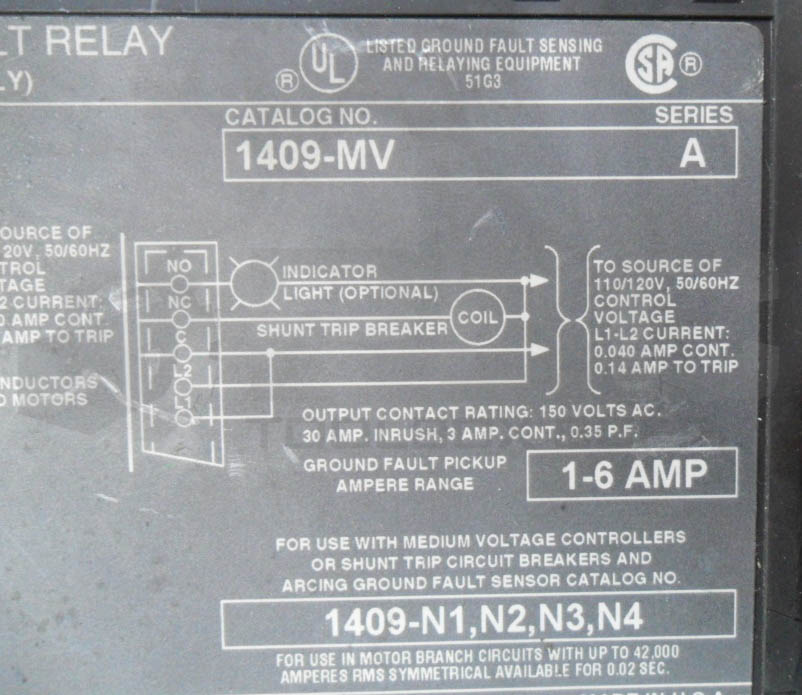 LT RELAY
LY)
® UL LISTED GROUND FAULT SENSING
AND RELAYING EQUIPMENT
51G3
SA ®
CATALOG NO. SERIES
1409-MV A
OURCE OF
20V, 50/60HZ
TROL
TAGE
2 CURRENT:
0 AMP CONT.
AMP TO TRIP
NDUCTORS
D MOTORS
NO
NC
C
L2
L1
INDICATOR
LIGHT (OPTIONAL)
SHUNT TRIP BREAKER
COIL
TO SOURCE OF
110/120V, 50/60HZ
CONTROL
VOLTAGE
L1-L2 CURRENT:
0.040 AMP CONT.
0.14 AMP TO TRIP
OUTPUT CONTACT RATING: 150 VOLTS AC.
30 AMP. INRUSH, 3 AMP. CONT., 0.35 P.F.
GROUND FAULT PICKUP
AMPERE RANGE
1-6 AMP
FOR USE WITH MEDIUM VOLTAGE CONTROLLERS
OR SHUNT TRIP CIRCUIT BREAKERS AND
ARCING GROUND FAULT SENSOR CATALOG NO.
1409-N1,N2,N3,N4
FOR USE IN MOTOR BRANCH CIRCUITS WITH UP TO 42,000
AMPERES RMS SYMMETRICAL AVAILABLE FOR 0.02 SEC.